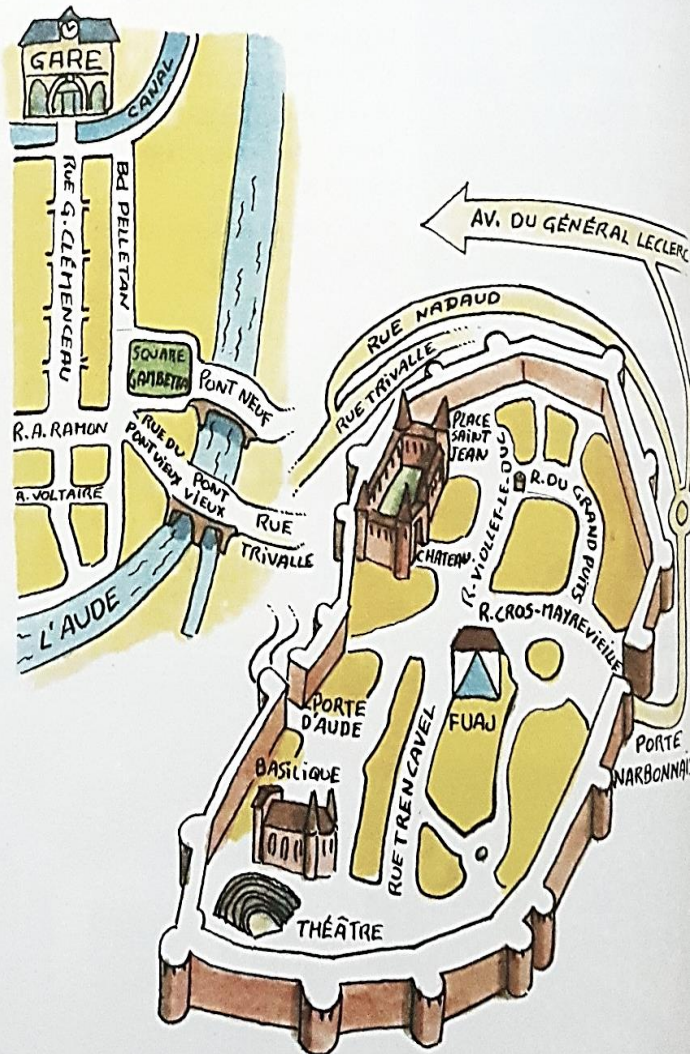 GARE
CANAL
RUE G. CLÉMENCEAU
Bd PELLETAN
AV. DU GÉNÉRAL LECLERC
RUE NADAUD
RUE TRIVALLE
SQUARE
GAMBETTA
PONT NEUF
R. A. RAMON
RUE DU
PONT VIEUX
PONT
VIEUX
RUE
TRIVALLE
VOLTAIRE
L'AUDE
PLACE
SAINT
JEAN
R. VIOLLET-LE-DUC
R. DU GRAND PUITS
CHATEAU
R. CROS-MAYREVIEILLE
PORTE
D'AUDE
FUAJ
RUE TRENCAVEL
BASILIQUE
PORTE
NARBONNAI
THÉÂTRE